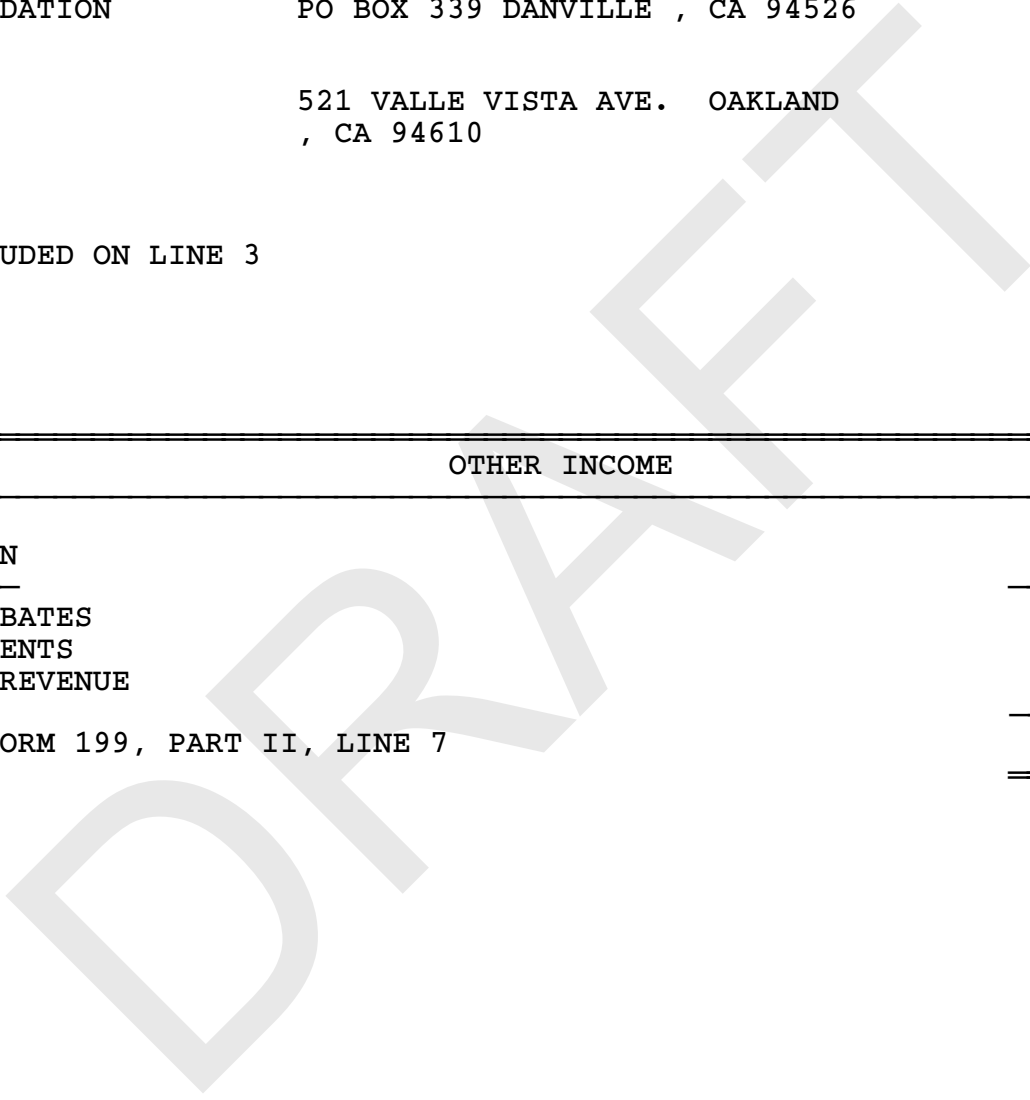 DATION PO BOX 339 DANVILLE , CA 94526
521 VALLE VISTA AVE. OAKLAND
, CA 94610
UDED ON LINE 3
OTHER INCOME
N
BATES
ENTS
REVENUE
ORM 199, PART II, LINE 7
DRAFT